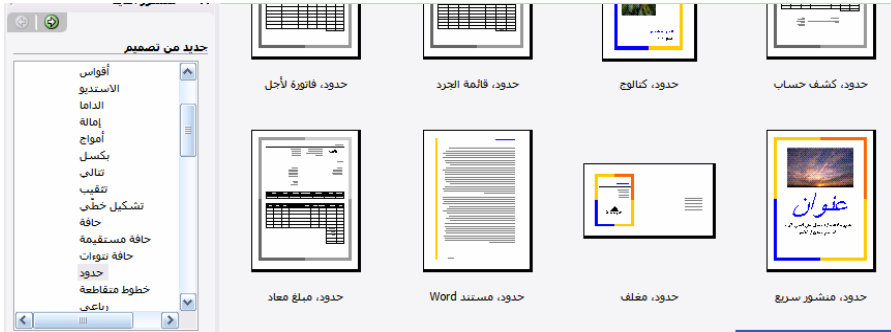 جديد من تصميم
أقواس
الاستديو
الداما
إمالة
أمواج
بكسل
تتالي
تثقيب
تشكيل خطّي
حافة
حافة مستقيمة
حافة نتوءات
حدود
خطوط متقاطعة
رباعي
حدود، كشف حساب
حدود، كتالوج
حدود، قائمة الجرد
حدود، فاتورة لأجل
عنوان
حدود، منشور سريع
حدود، مغلف
حدود، مستند Word
حدود، مبلغ معاد